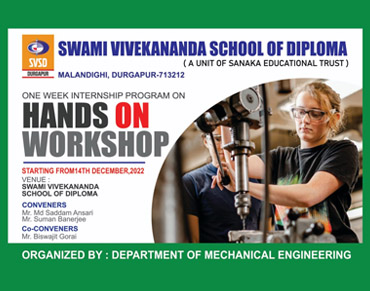 SVSD
DURGAPUR
SWAMI VIVEKANANDA SCHOOL OF DIPLOMA
( A UNIT OF SANAKA EDUCATIONAL TRUST )
MALANDIGHI, DURGAPUR-713212
ONE WEEK INTERNSHIP PROGRAM ON
HANDS ON
WORKSHOP
STARTING FROM14TH DECEMBER,2022
VENUE :
SWAMI VIVEKANANDA
SCHOOL OF DIPLOMA
CONVENERS
Mr. Md Saddam Ansari
Mr. Suman Banerjee
Co-CONVENERS
Mr. Biswajit Gorai
ORGANIZED BY : DEPARTMENT OF MECHANICAL ENGINEERING